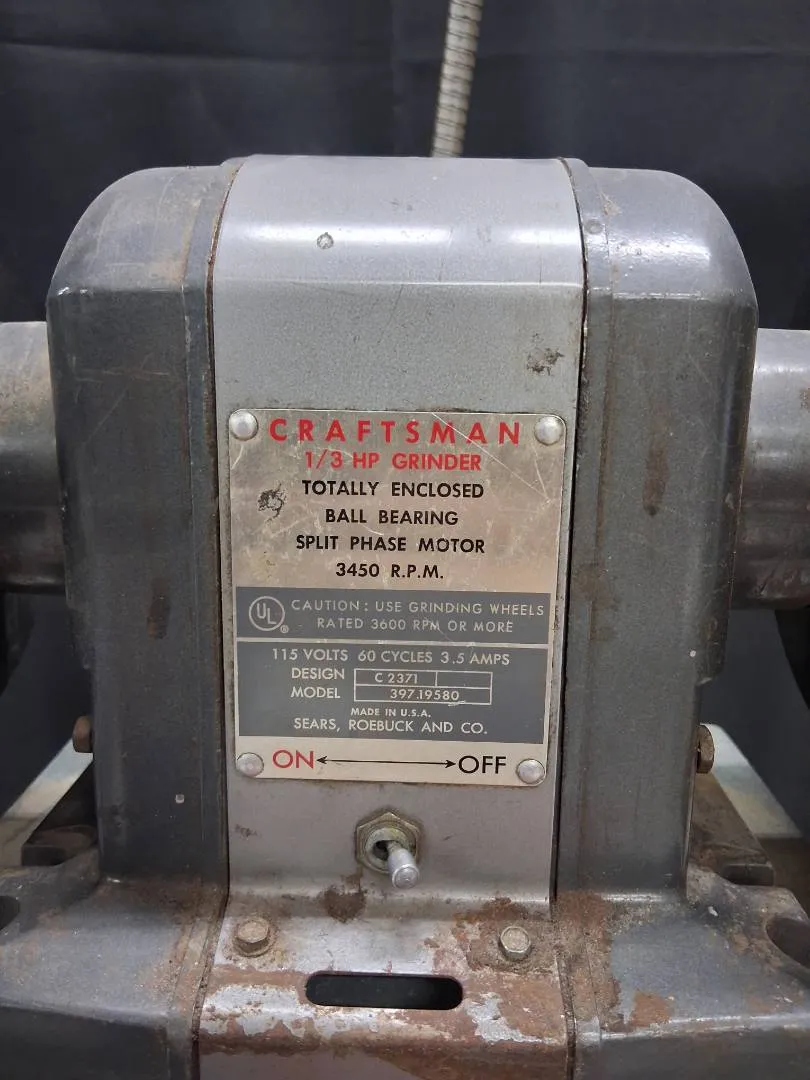 CRAFTSMAN
1/3 HP GRINDER
TOTALLY ENCLOSED
BALL BEARING
SPLIT PHASE MOTOR
3450 R.P.M.
UL ® CAUTION: USE GRINDING WHEELS
RATED 3600 RPM OR MORE
115 VOLTS 60 CYCLES 3.5 AMPS
DESIGN C 2371
MODEL 397.19580
MADE IN U.S.A.
SEARS, ROEBUCK AND CO.
ON OFF